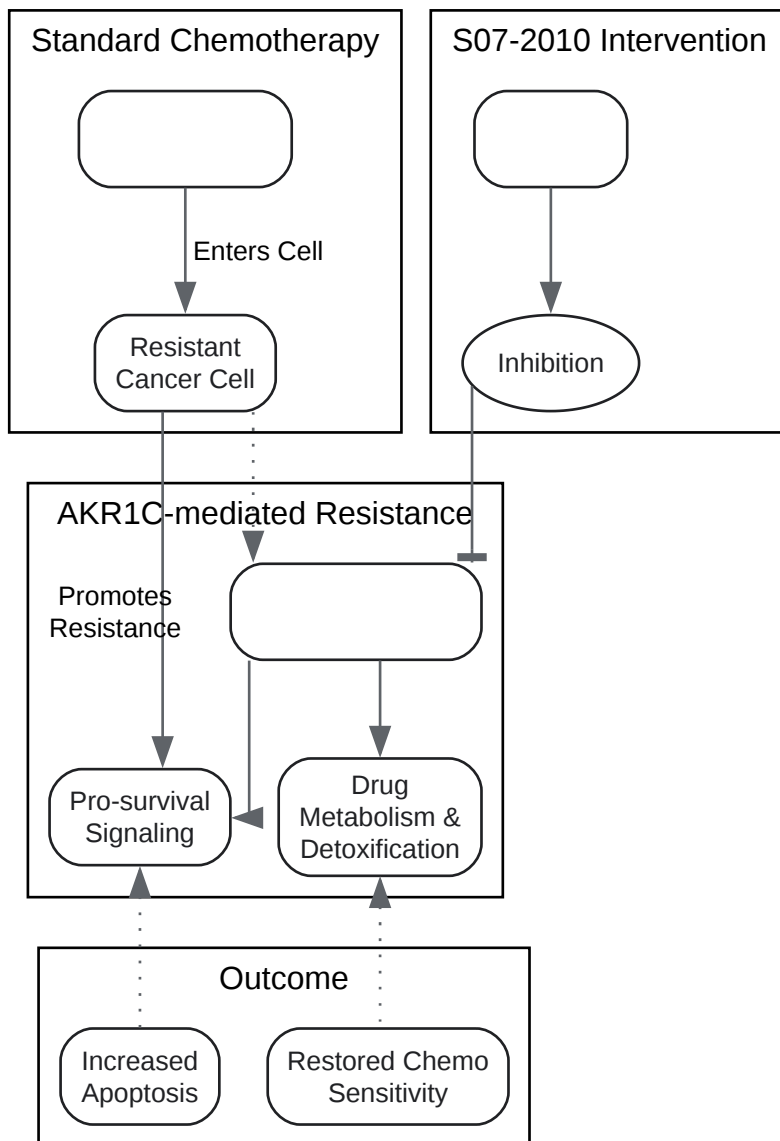 Standard Chemotherapy
S07-2010 Intervention
Enters Cell
Resistant
Cancer Cell
Inhibition
AKR1C-mediated Resistance
Promotes
Resistance
Pro-survival
Signaling
Drug
Metabolism &
Detoxification
Outcome
Increased
Apoptosis
Restored Chemo
Sensitivity